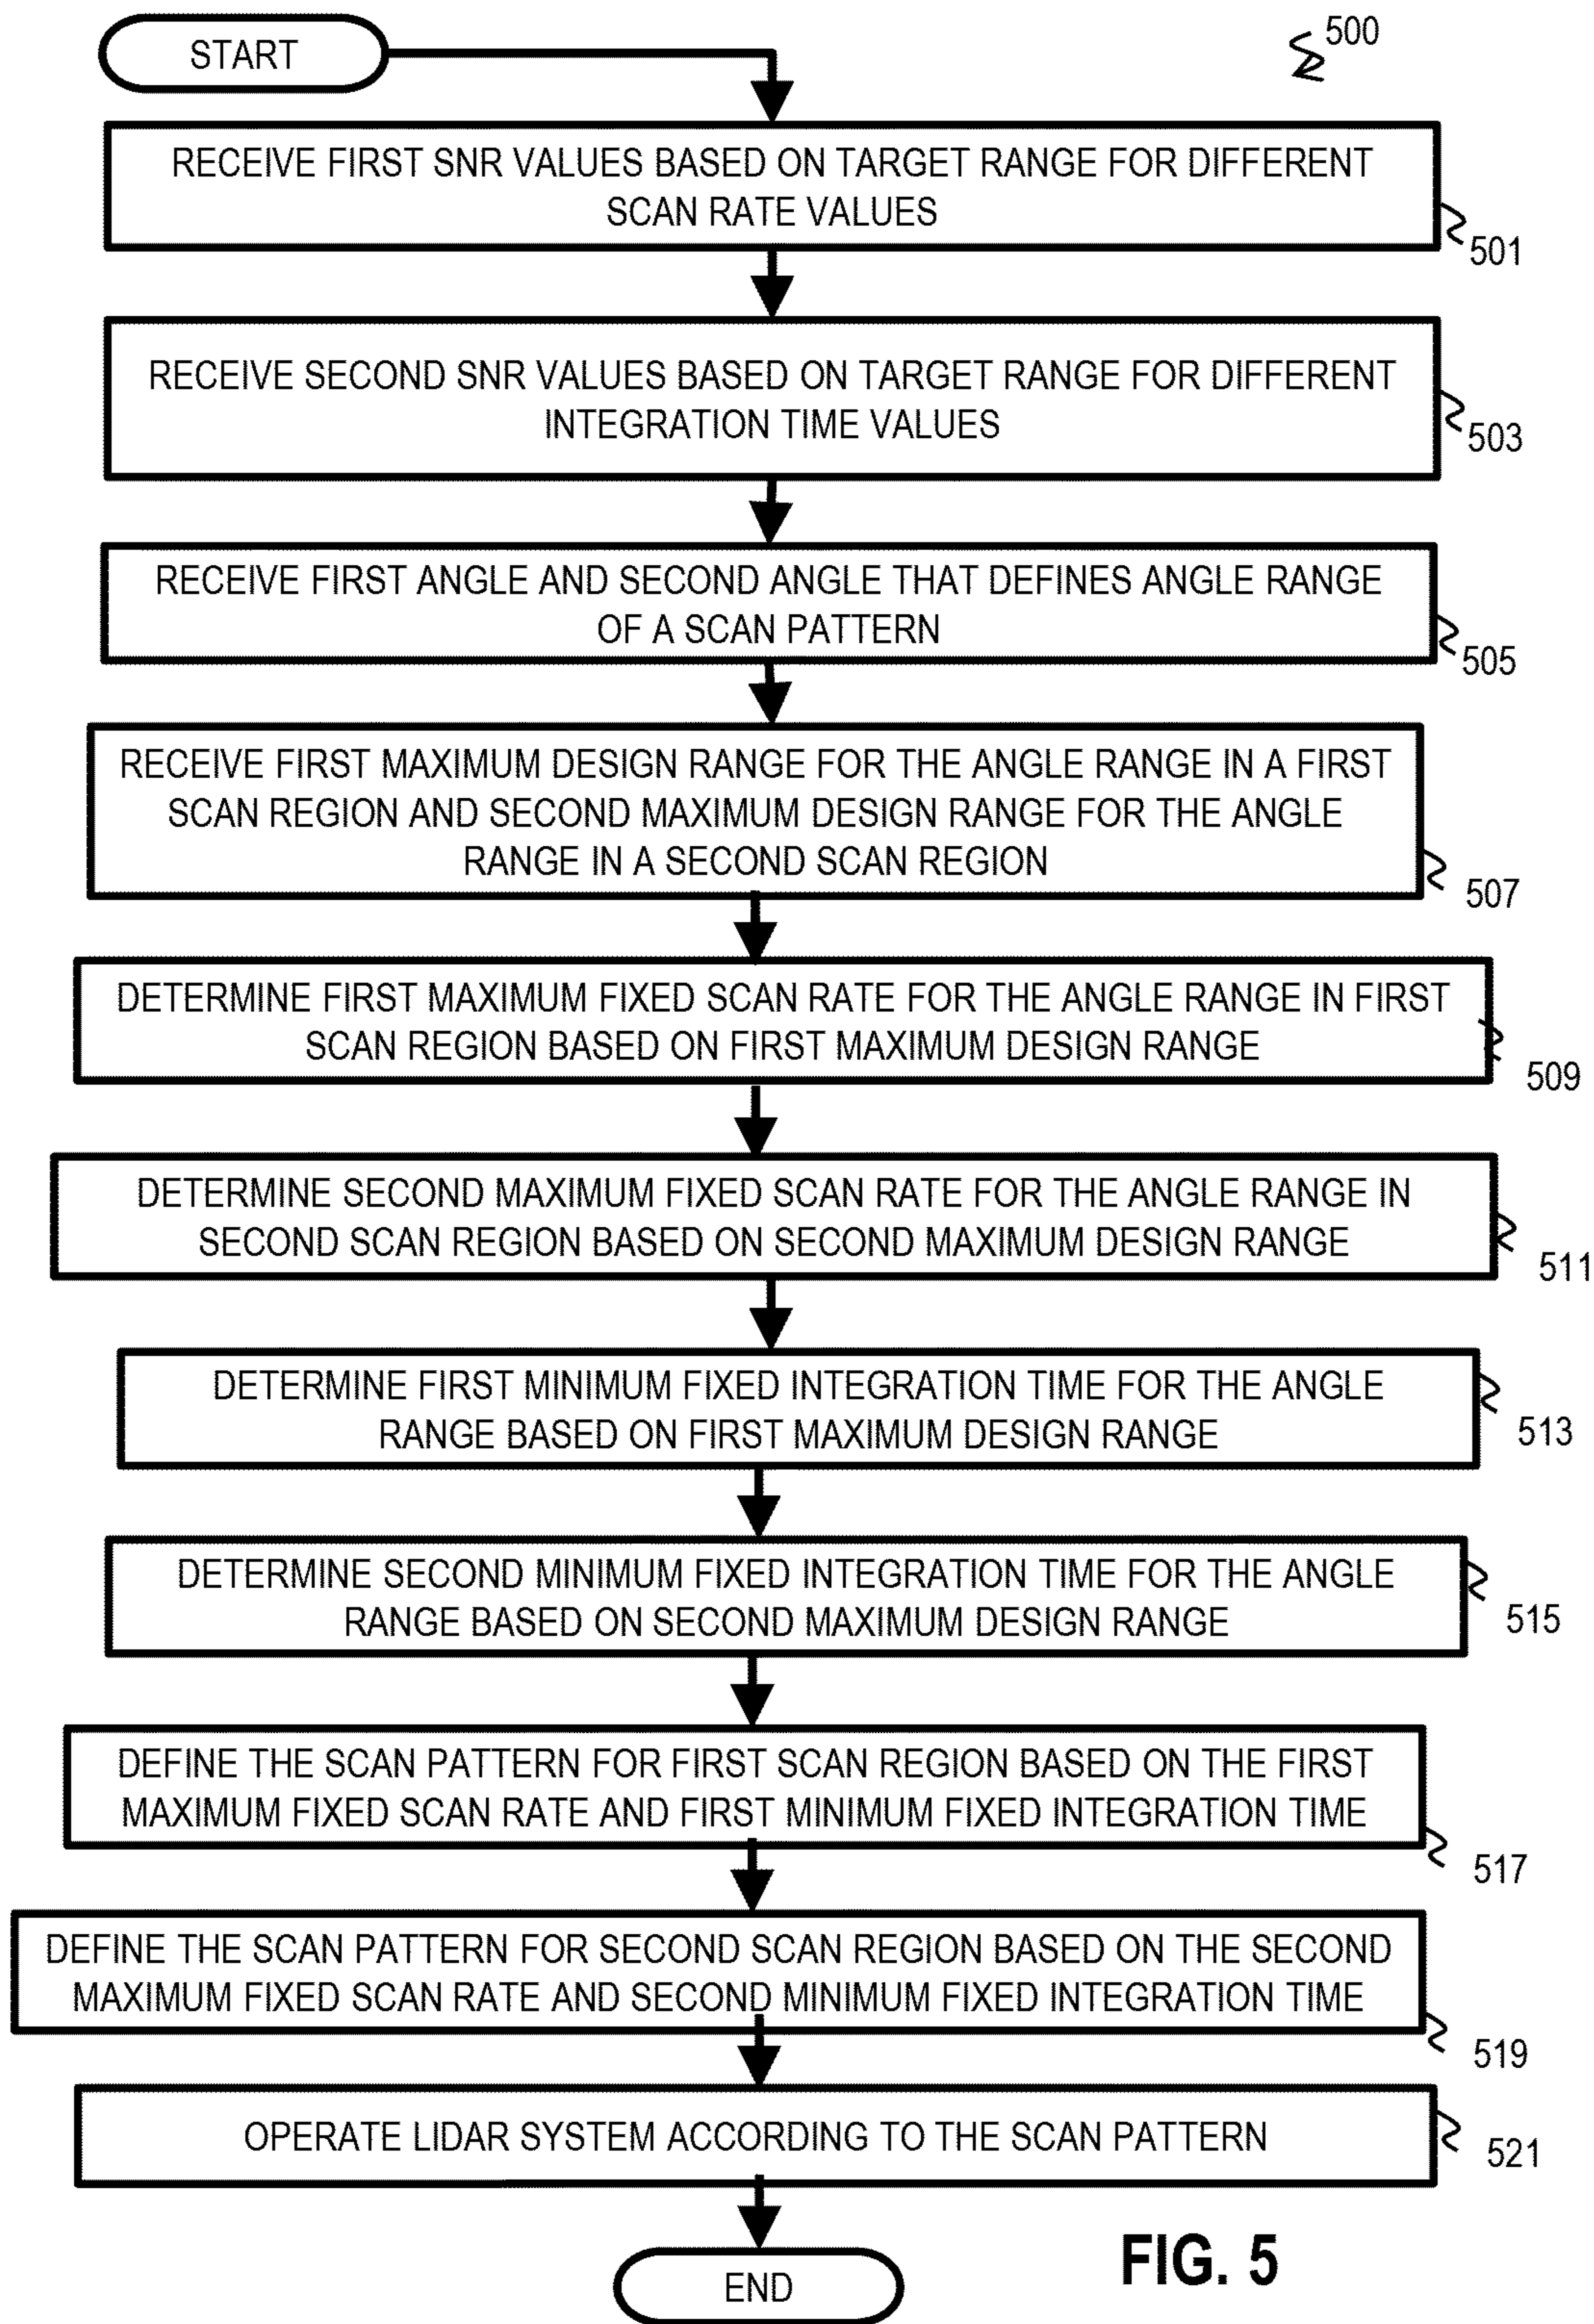 START
500
RECEIVE FIRST SNR VALUES BASED ON TARGET RANGE FOR DIFFERENT
SCAN RATE VALUES
501
RECEIVE SECOND SNR VALUES BASED ON TARGET RANGE FOR DIFFERENT
INTEGRATION TIME VALUES
503
RECEIVE FIRST ANGLE AND SECOND ANGLE THAT DEFINES ANGLE RANGE
OF A SCAN PATTERN
505
RECEIVE FIRST MAXIMUM DESIGN RANGE FOR THE ANGLE RANGE IN A FIRST
SCAN REGION AND SECOND MAXIMUM DESIGN RANGE FOR THE ANGLE
RANGE IN A SECOND SCAN REGION
507
DETERMINE FIRST MAXIMUM FIXED SCAN RATE FOR THE ANGLE RANGE IN FIRST
SCAN REGION BASED ON FIRST MAXIMUM DESIGN RANGE
509
DETERMINE SECOND MAXIMUM FIXED SCAN RATE FOR THE ANGLE RANGE IN
SECOND SCAN REGION BASED ON SECOND MAXIMUM DESIGN RANGE
511
DETERMINE FIRST MINIMUM FIXED INTEGRATION TIME FOR THE ANGLE
RANGE BASED ON FIRST MAXIMUM DESIGN RANGE
513
DETERMINE SECOND MINIMUM FIXED INTEGRATION TIME FOR THE ANGLE
RANGE BASED ON SECOND MAXIMUM DESIGN RANGE
515
DEFINE THE SCAN PATTERN FOR FIRST SCAN REGION BASED ON THE FIRST
MAXIMUM FIXED SCAN RATE AND FIRST MINIMUM FIXED INTEGRATION TIME
517
DEFINE THE SCAN PATTERN FOR SECOND SCAN REGION BASED ON THE SECOND
MAXIMUM FIXED SCAN RATE AND SECOND MINIMUM FIXED INTEGRATION TIME
519
OPERATE LIDAR SYSTEM ACCORDING TO THE SCAN PATTERN
521
END
FIG. 5